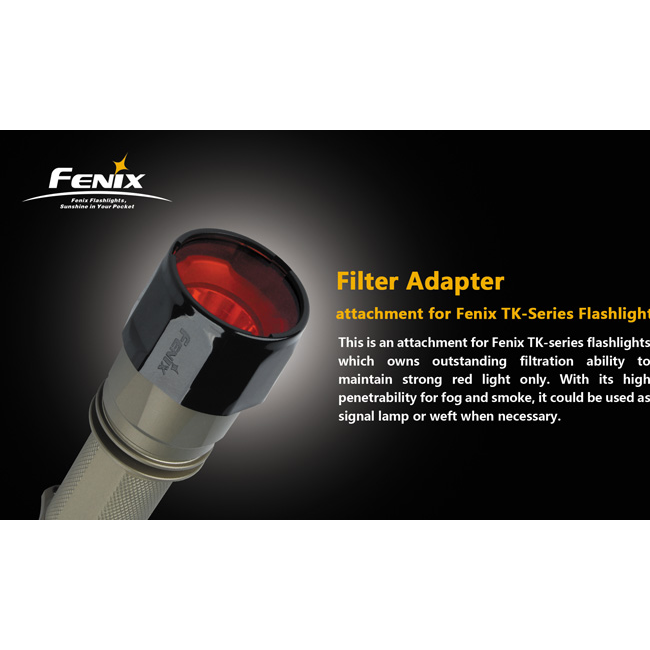 FENIX
Fenix Flashlights,
Sunshine in Your Pocket
FENIX
Filter Adapter
attachment for Fenix TK-Series Flashlight
This is an attachment for Fenix TK-series flashlights
which owns outstanding filtration ability to
maintain strong red light only. With its high
penetrability for fog and smoke, it could be used as
signal lamp or weft when necessary.